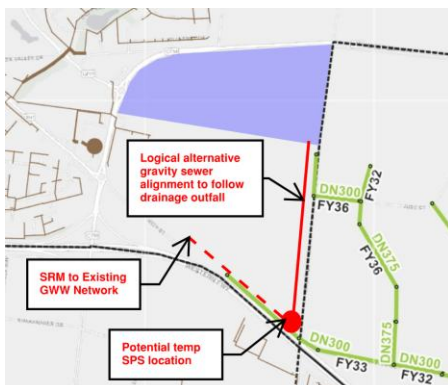 Logical alternative
gravity sewer
alignment to follow
drainage outfall
DN300
FY32
FY36
FY36
DN375
SRM to Existing
GWW Network
DN375
Potential temp
SPS location
DN300
FY33
DN300
FY32